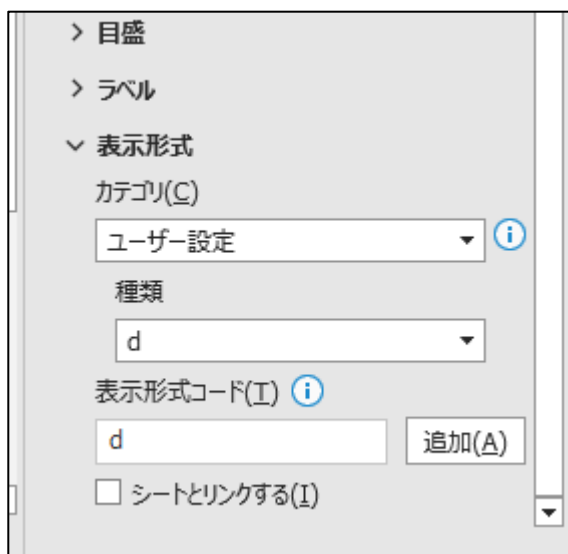 目盛
ラベル
表示形式
カテゴリ(C)
ユーザー設定
種類
d
表示形式コード(T)
d
追加(A)
シートとリンクする(I)